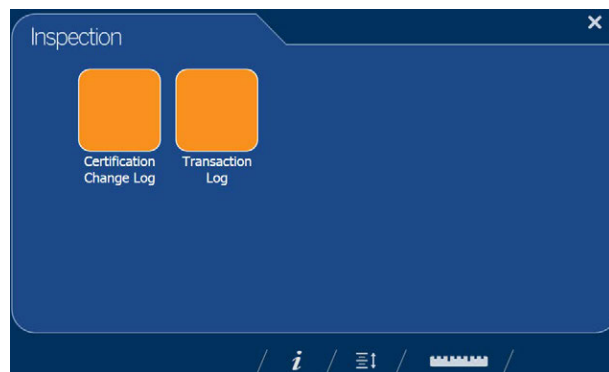 Inspection
Certification
Change Log
Transaction
Log
i